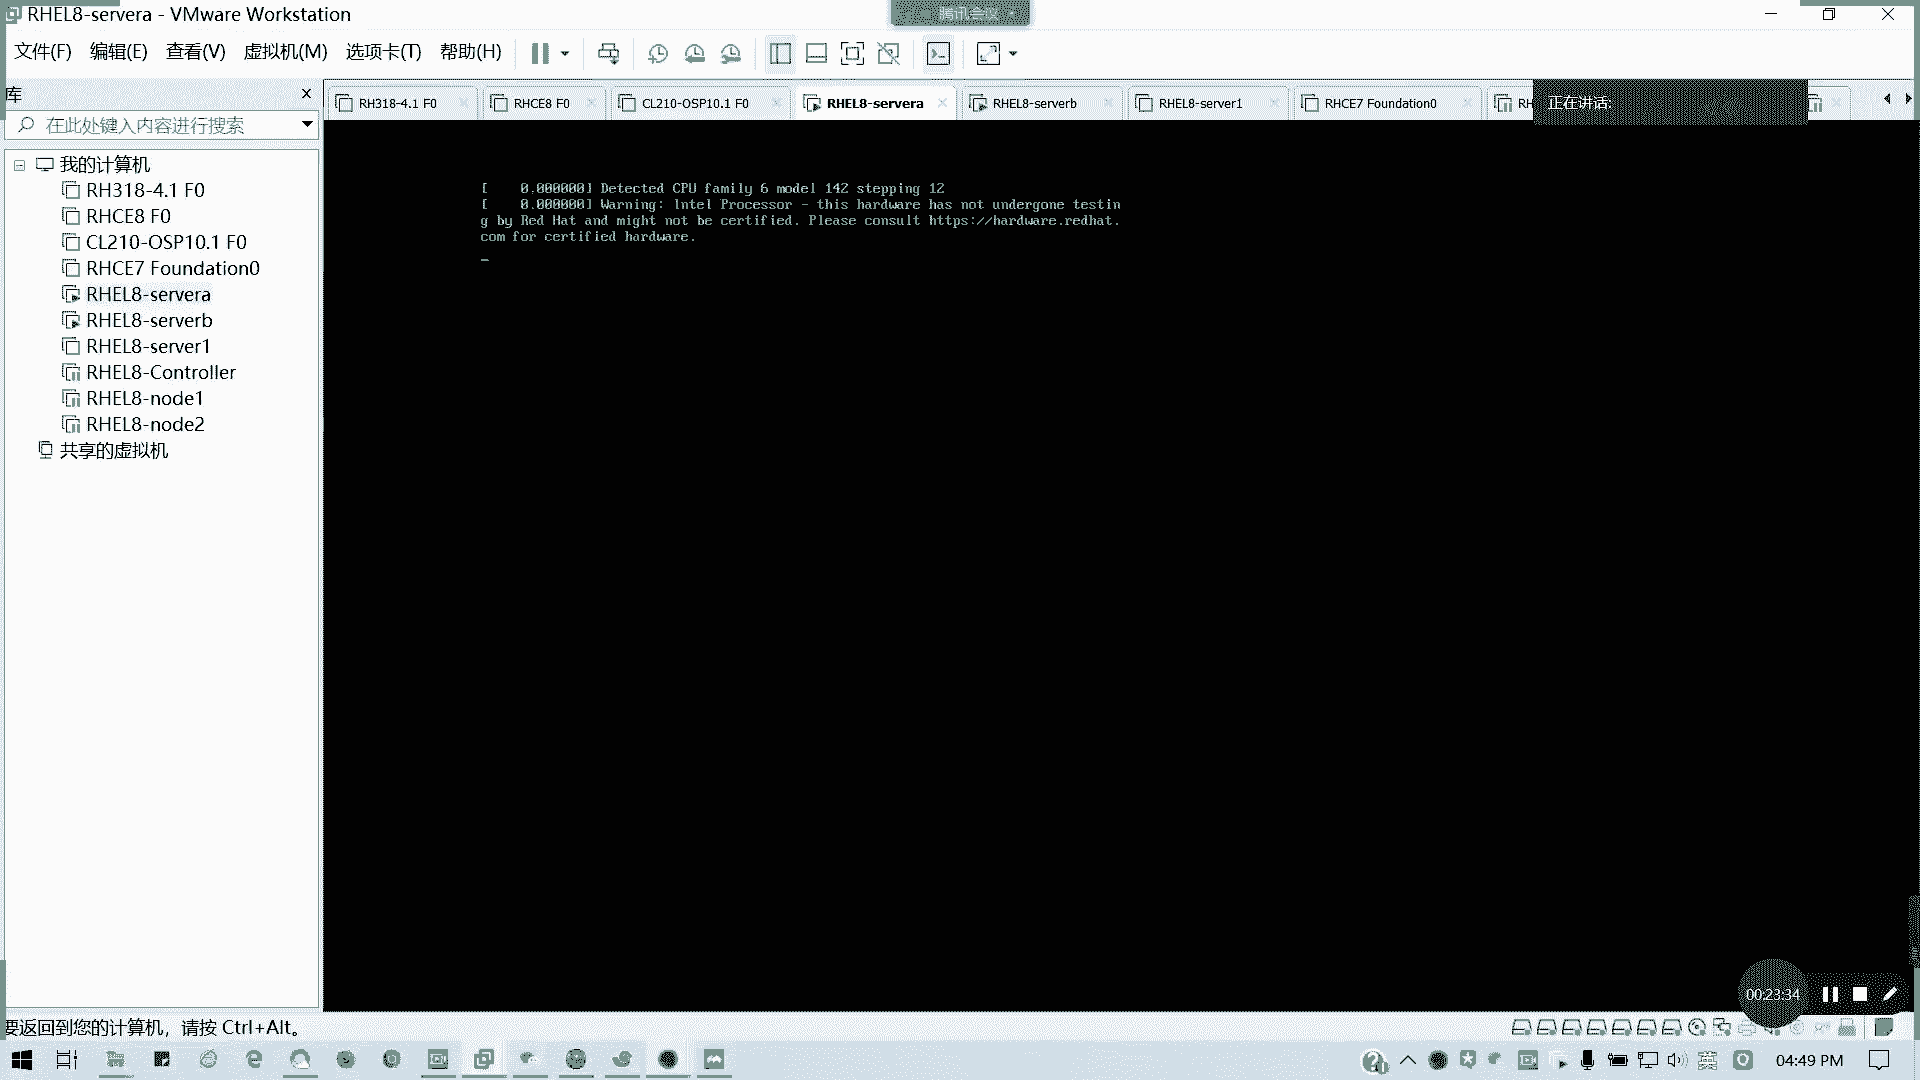 RHEL8-servera - VMware Workstation
腾讯会议
文件(F) 编辑(E) 查看(V) 虚拟机(M) 选项卡(T) 帮助(H)
库
RH318-4.1 F0
RHCE8 F0
CL210-OSP10.1 F0
RHEL8-servera
RHEL8-serverb
RHEL8-server1
RHCE7 Foundation0
RH
正在讲话:
在此处键入内容进行搜索
我的计算机
RH318-4.1 F0
RHCE8 F0
CL210-OSP10.1 F0
RHCE7 Foundation0
RHEL8-servera
RHEL8-serverb
RHEL8-server1
RHEL8-Controller
RHEL8-node1
RHEL8-node2
共享的虚拟机
[    0.000000] Detected CPU family 6 model 142 stepping 12
[    0.000000] Warning: Intel Processor - this hardware has not undergone testin
g by Red Hat and might not be certified. Please consult https://hardware.redhat.
com for certified hardware.
00:23:34
要返回到您的计算机，请按 Ctrl+Alt。
英
04:49 PM